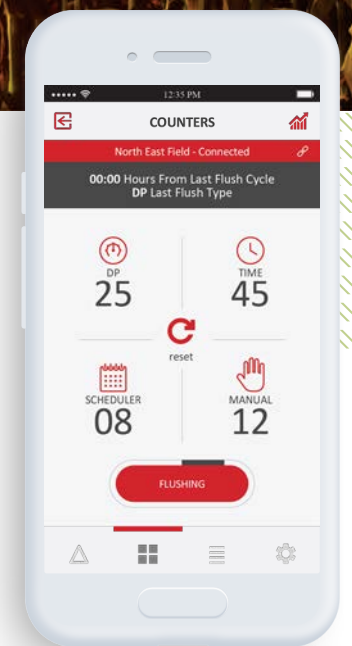 12:35 PM
COUNTERS
North East Field - Connected
00:00 Hours From Last Flush Cycle
DP Last Flush Type
DP
25
TIME
45
reset
SCHEDULER
08
MANUAL
12
FLUSHING